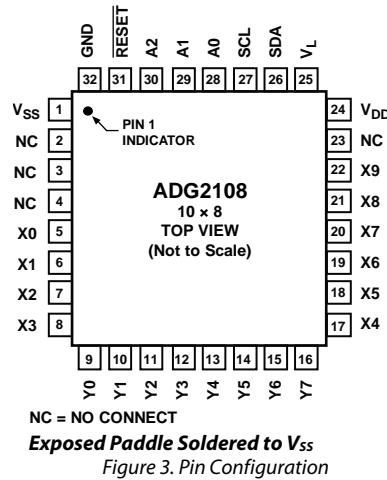 GND
RESET
A2
A1
A0
SCL
SDA
VL
32 31 30 29 28 27 26 25
VSS 1
NC 2
NC 3
NC 4
X0 5
X1 6
X2 7
X3 8
PIN 1
INDICATOR
ADG2108
10 × 8
TOP VIEW
(Not to Scale)
24 VDD
23 NC
22 X9
21 X8
20 X7
19 X6
18 X5
17 X4
9 10 11 12 13 14 15 16
Y0
Y1
Y2
Y3
Y4
Y5
Y6
Y7
NC = NO CONNECT
Exposed Paddle Soldered to VSS
Figure 3. Pin Configuration